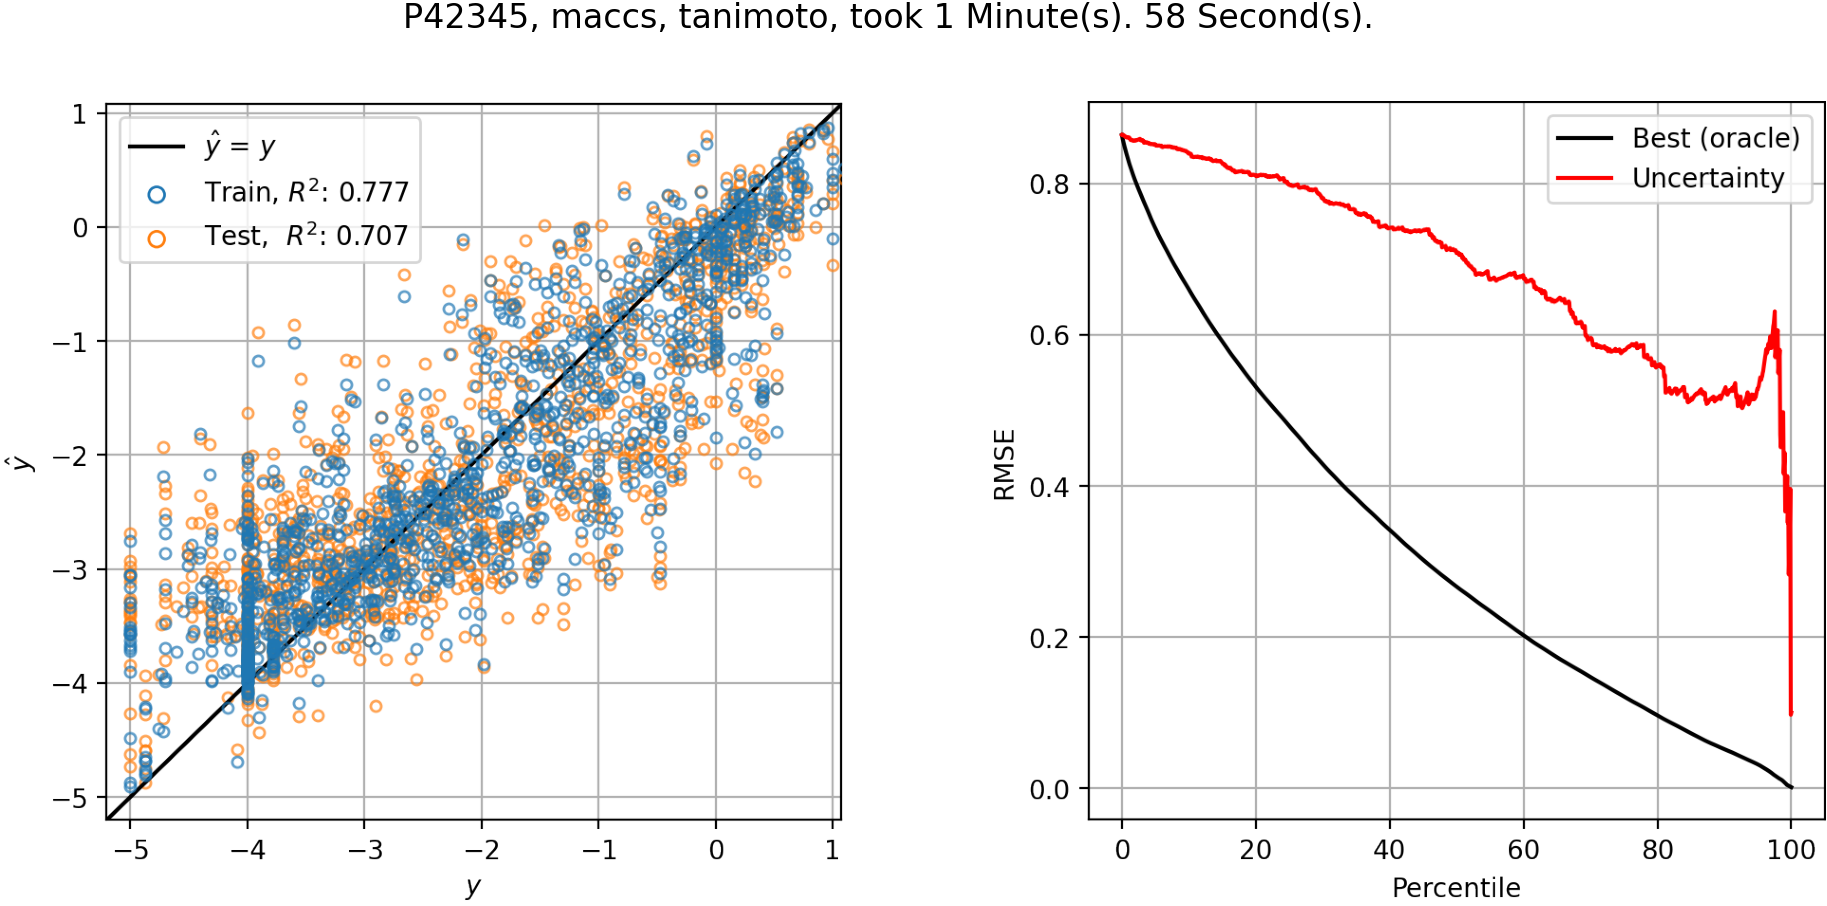 P42345, maccs, tanimoto, took 1 Minute(s). 58 Second(s).
1
0
−1
−2
−3
−4
−5
ŷ
ŷ = y
Train, R²: 0.777
Test, R²: 0.707
−5 −4 −3 −2 −1 0 1
y
0.8
0.6
0.4
0.2
0.0
RMSE
Best (oracle)
Uncertainty
0 20 40 60 80 100
Percentile